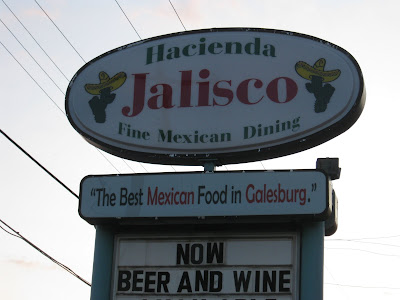 Hacienda
Jalisco
Fine Mexican Dining
"The Best Mexican Food in Galesburg."
NOW
BEER AND WINE